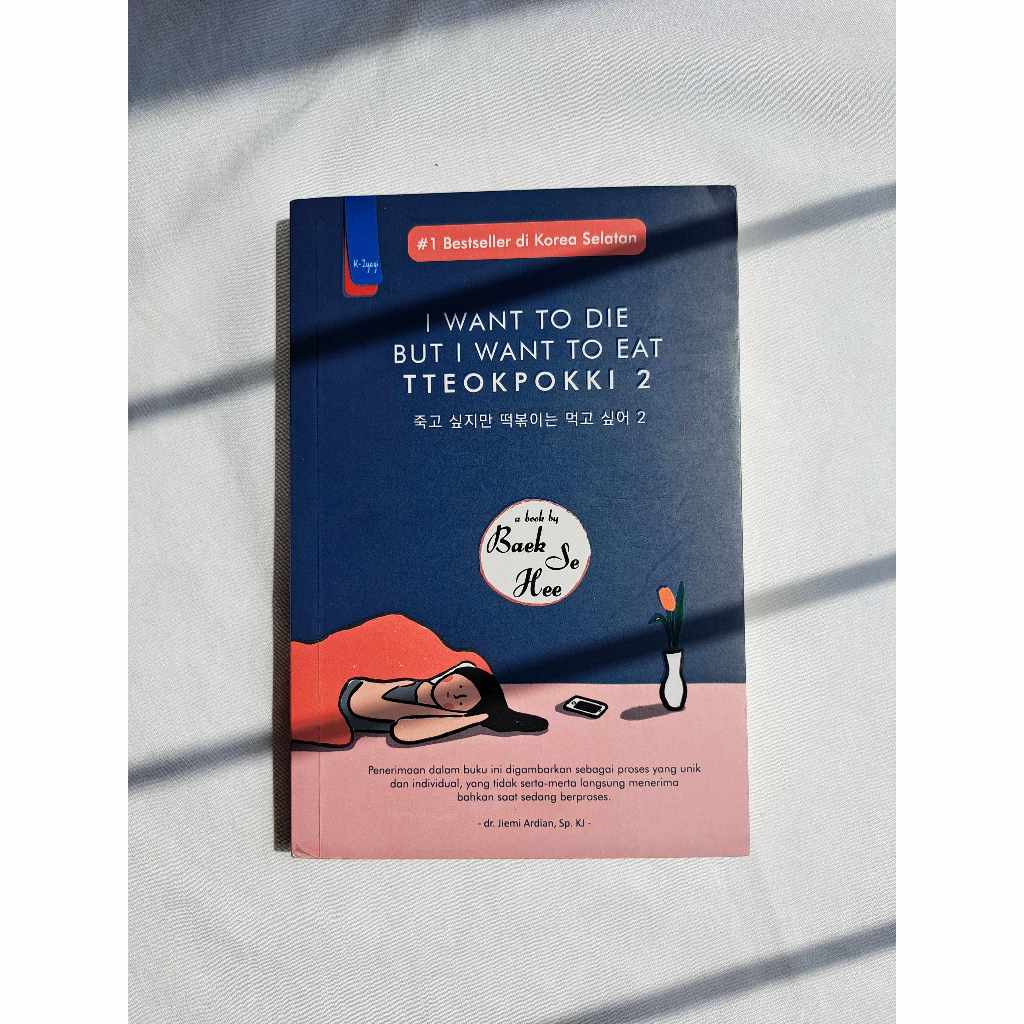 #1 Bestseller di Korea Selatan
K-Iyagi
I WANT TO DIE
BUT I WANT TO EAT
TTEOKPOKKI 2
죽고 싶지만 떡볶이는 먹고 싶어 2
a book by
Baek Se
Hee
Penerimaan dalam buku ini digambarkan sebagai proses yang unik
dan individual, yang tidak serta-merta langsung menerima
bahkan saat sedang berproses.
- dr. Jiemi Ardian, Sp. KJ -